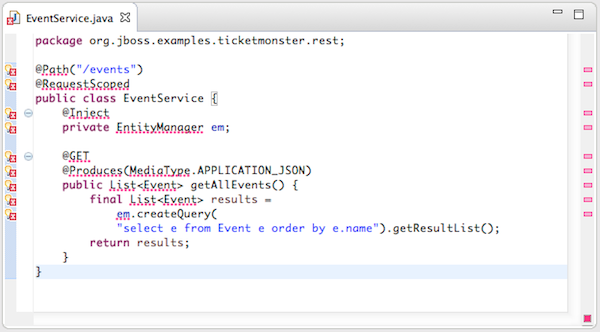 EventService.java
package org.jboss.examples.ticketmonster.rest;
@Path("/events")
@RequestScoped
public class EventService {
@Inject
private EntityManager em;
@GET
@Produces(MediaType.APPLICATION_JSON)
public List<Event> getAllEvents() {
final List<Event> results =
em.createQuery(
"select e from Event e order by e.name").getResultList();
return results;
}
}